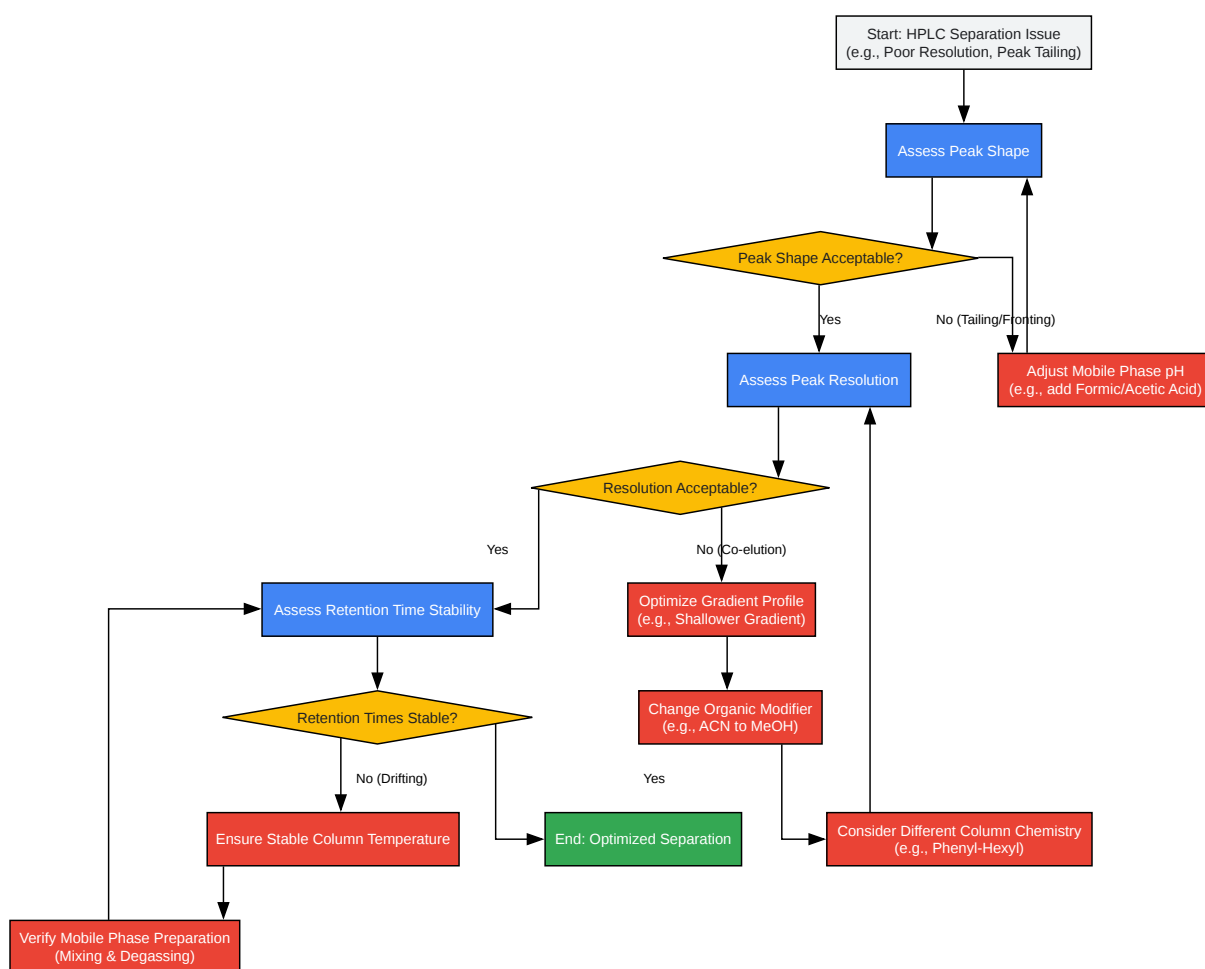 Start: HPLC Separation Issue
(e.g., Poor Resolution, Peak Tailing)
Assess Peak Shape
Peak Shape Acceptable?
Yes
No (Tailing/Fronting)
Assess Peak Resolution
Adjust Mobile Phase pH
(e.g., add Formic/Acetic Acid)
Resolution Acceptable?
Yes
No (Co-elution)
Assess Retention Time Stability
Optimize Gradient Profile
(e.g., Shallower Gradient)
Retention Times Stable?
Change Organic Modifier
(e.g., ACN to MeOH)
No (Drifting)
Yes
Ensure Stable Column Temperature
End: Optimized Separation
Consider Different Column Chemistry
(e.g., Phenyl-Hexyl)
Verify Mobile Phase Preparation
(Mixing & Degassing)